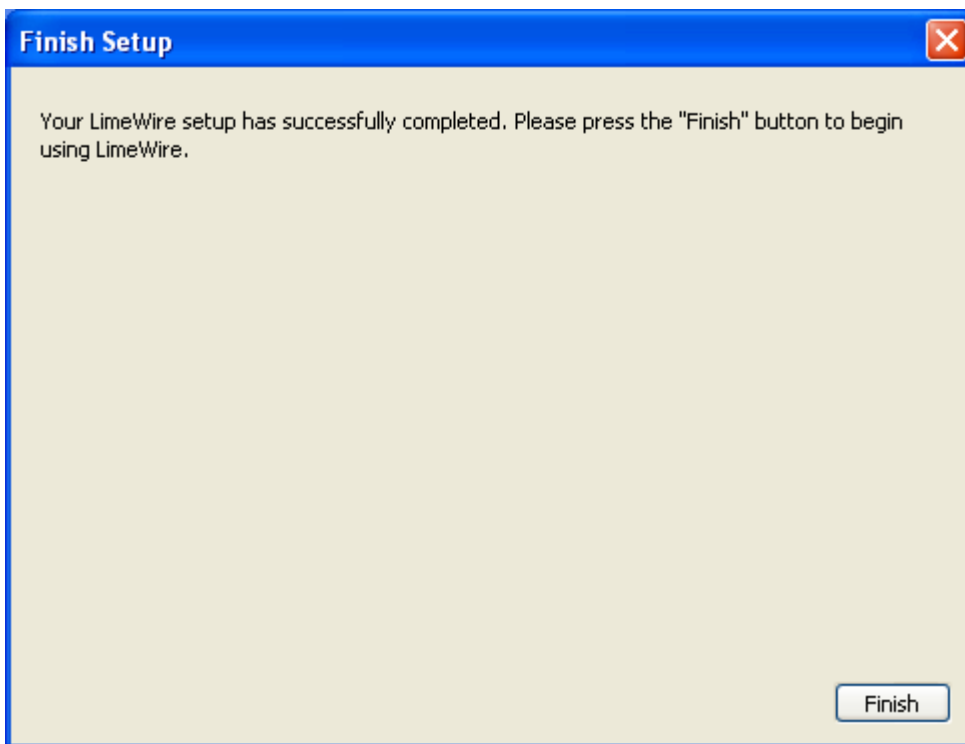 Finish Setup
Your LimeWire setup has successfully completed. Please press the "Finish" button to begin
using LimeWire.
Finish